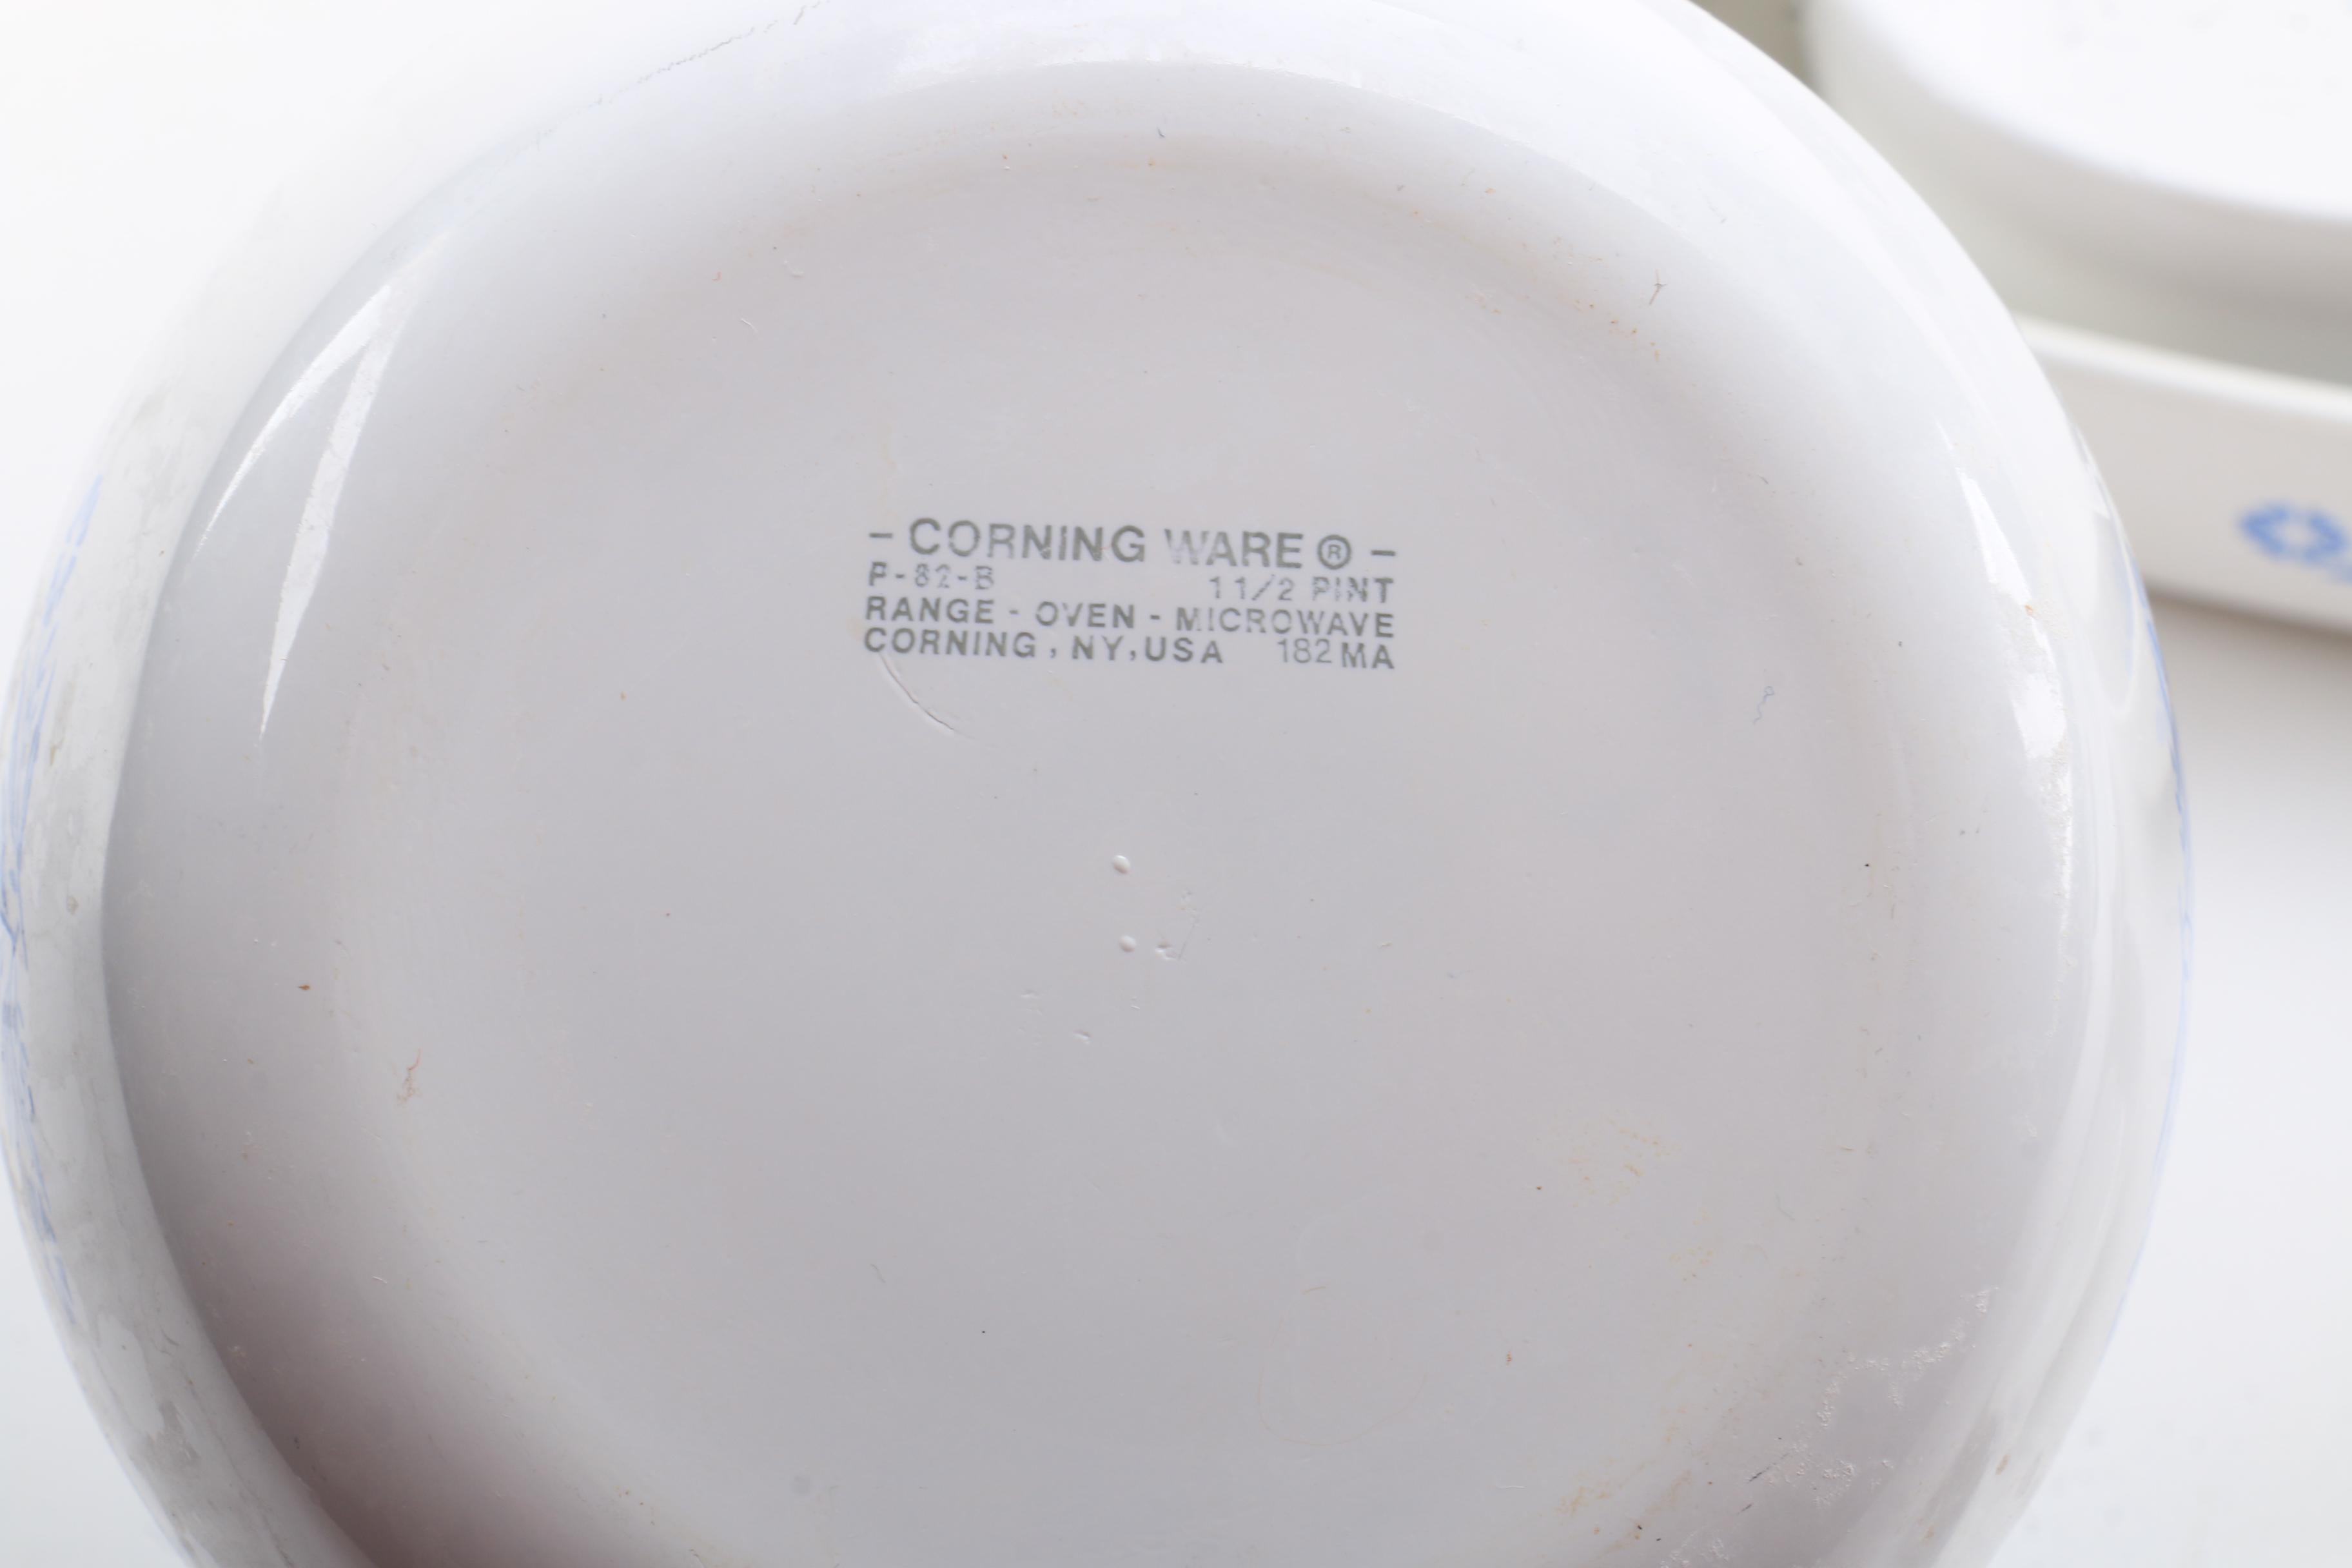 - CORNING WARE ® -
P-82-B 1 1/2 PINT
RANGE - OVEN - MICROWAVE
CORNING, NY, USA 182 MA